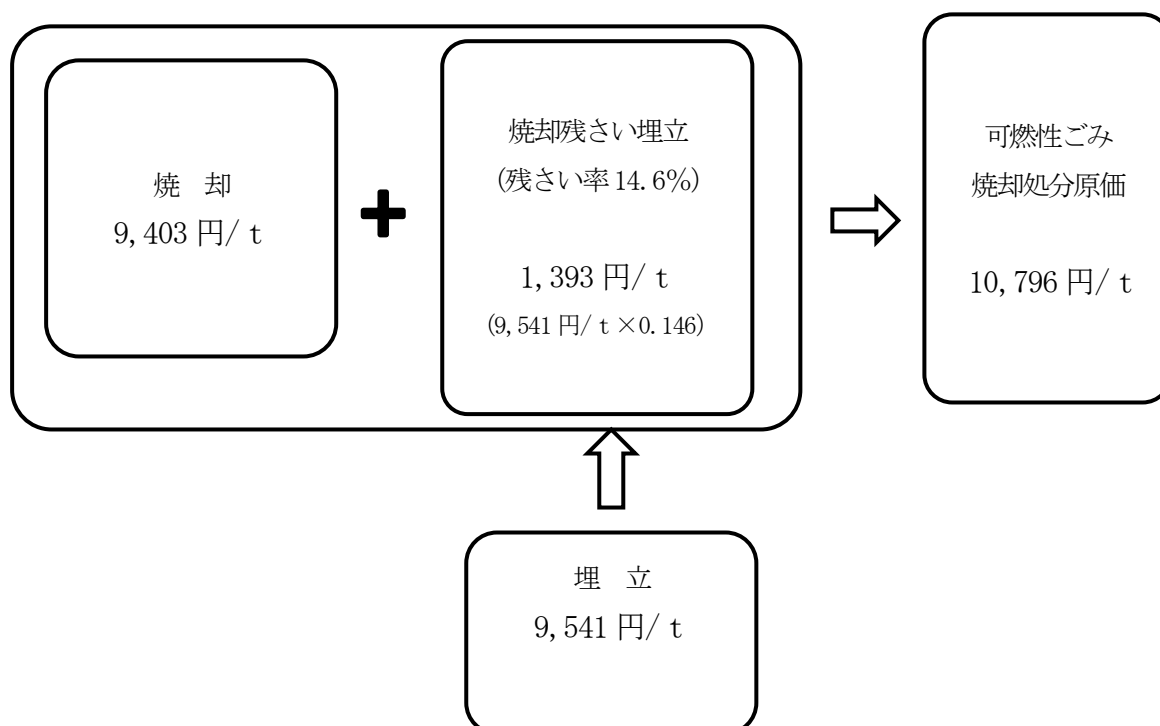 焼　却
9,403 円/ t
焼却残さい埋立
(残さい率 14.6%)
1,393 円/ t
(9,541 円/ t ×0.146)
可燃性ごみ
焼却処分原価
10,796 円/ t
埋　立
9,541 円/ t